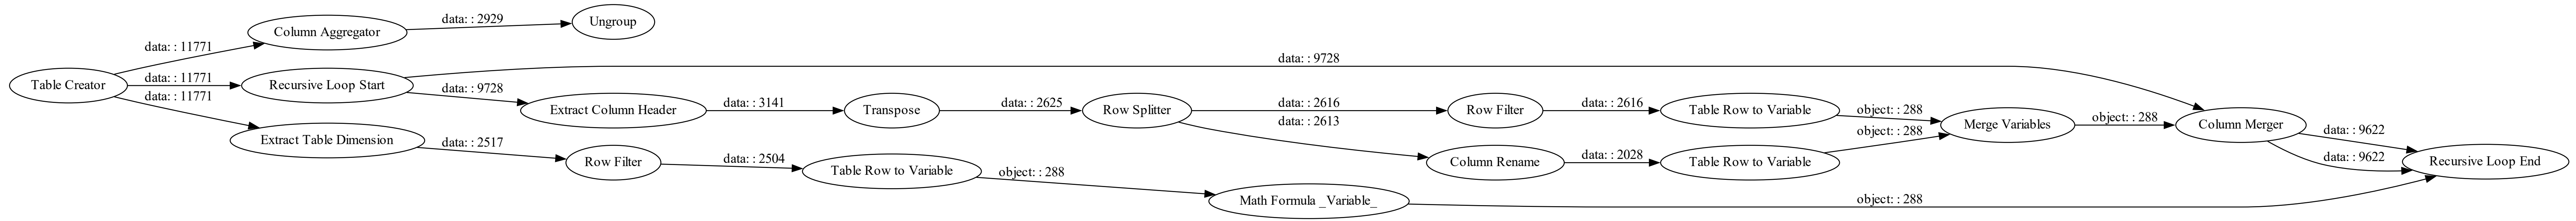 data: : 2929
Ungroup
Column Aggregator
data: : 11771
data: : 9728
Table Creator
data: : 11771
Recursive Loop Start
data: : 11771
data: : 9728
Extract Column Header
data: : 3141
Transpose
data: : 2625
Row Splitter
data: : 2616
Row Filter
data: : 2616
Table Row to Variable
object: : 288
Merge Variables
object: : 288
Column Merger
data: : 9622
data: : 9622
Recursive Loop End
data: : 2613
Column Rename
data: : 2028
Table Row to Variable
object: : 288
Extract Table Dimension
data: : 2517
Row Filter
data: : 2504
Table Row to Variable
object: : 288
Math Formula _Variable_
object: : 288